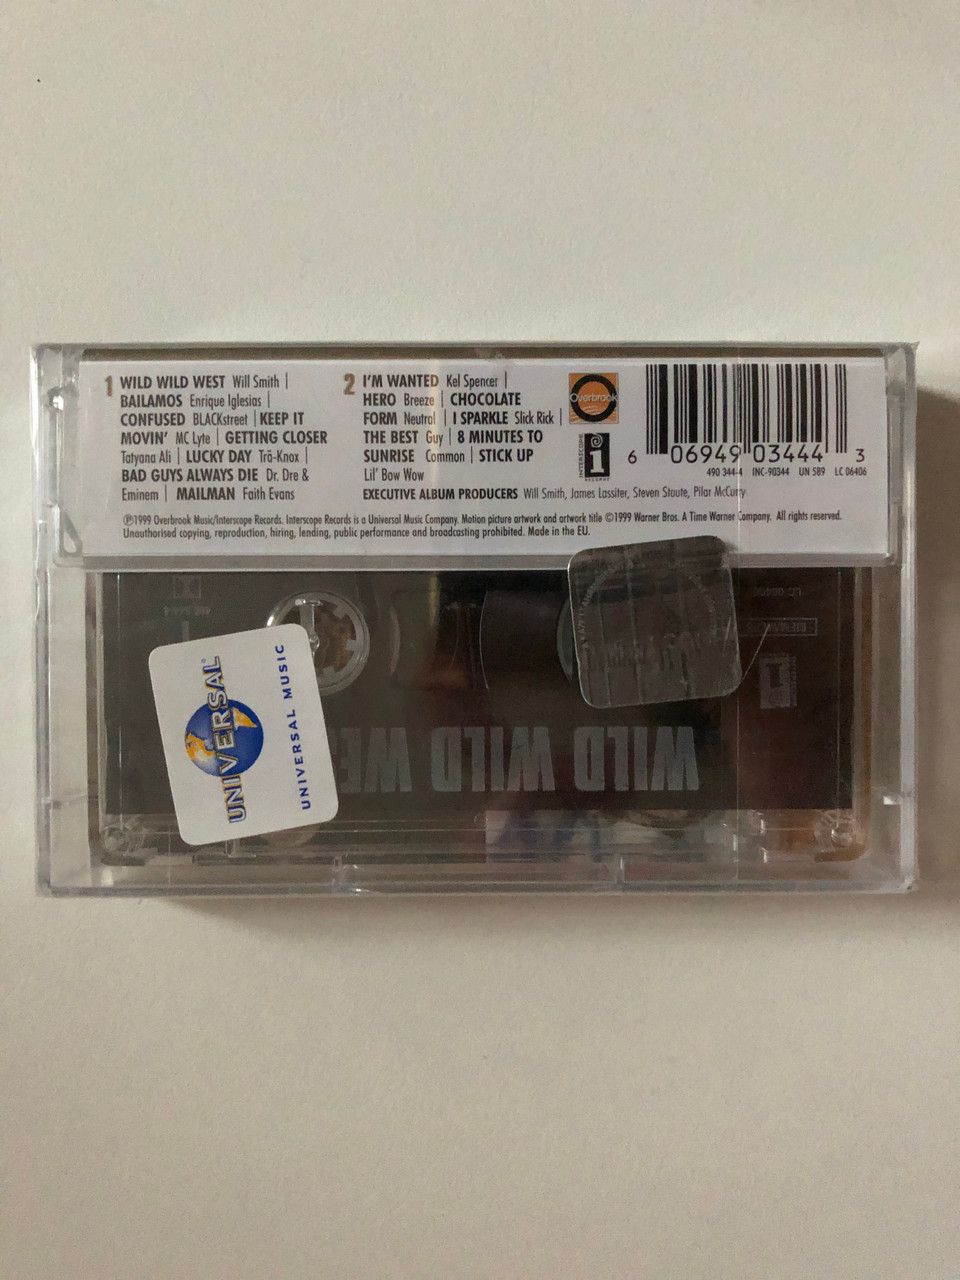 1 WILD WILD WEST Will Smith |
BAILAMOS Enrique Iglesias |
CONFUSED BLACKstreet | KEEP IT
MOVIN' MC Lyte | GETTING CLOSER
Tatyana Ali | LUCKY DAY Trā-Knox |
BAD GUYS ALWAYS DIE Dr. Dre &
Eminem | MAILMAN Faith Evans
2 I'M WANTED Kel Spencer |
HERO Breeze | CHOCOLATE
FORM Neutral | I SPARKLE Slick Rick |
THE BEST Guy | 8 MINUTES TO
SUNRISE Common | STICK UP
Lil' Bow Wow
EXECUTIVE ALBUM PRODUCERS Will Smith, James Lassiter, Steven Stoute, Pilar McCurry
Overbrook
INTERSCOPE
RECORDS
6 06949 03444 3
490 344-4 INC-90344 UN 589 LC 06406
℗1999 Overbrook Music/Interscope Records. Interscope Records is a Universal Music Company. Motion picture artwork and artwork title ©1999 Warner Bros. A Time Warner Company. All rights reserved.
Unauthorised copying, reproduction, hiring, lending, public performance and broadcasting prohibited. Made in the EU.
LC 06406
490 344-4
UNIVERSAL
UNIVERSAL MUSIC
WILD WILD WE